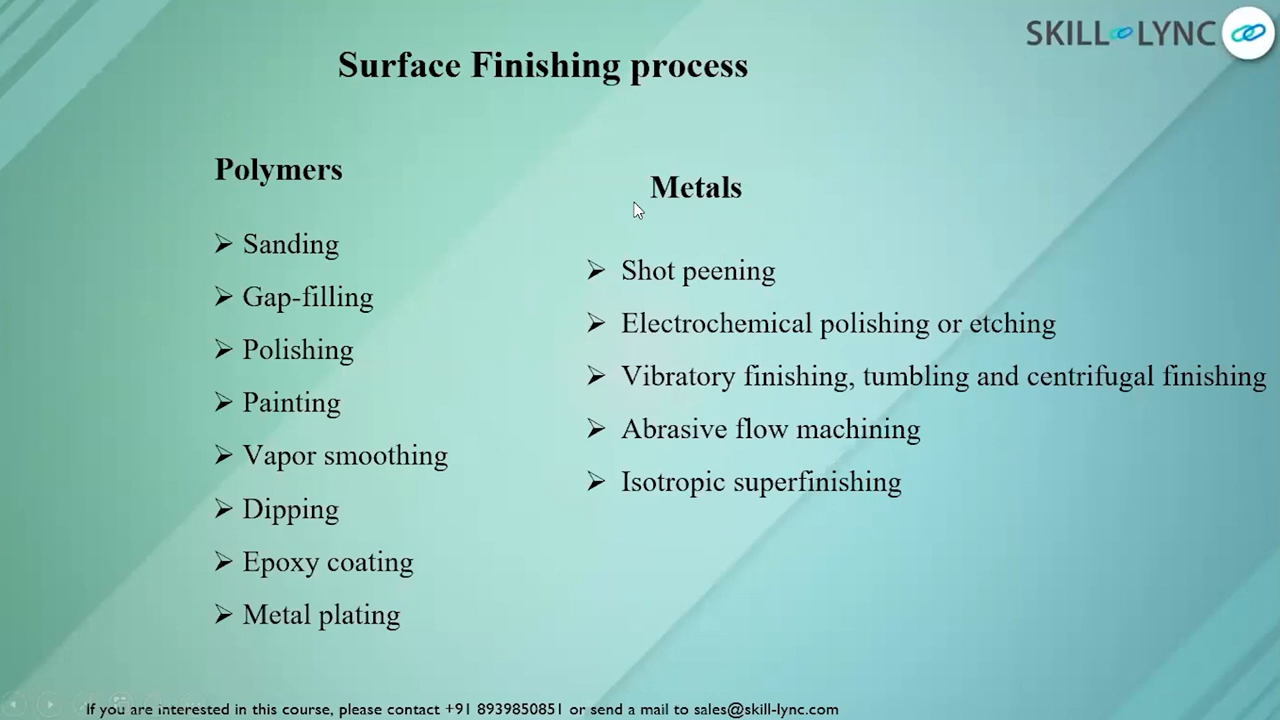 SKILL LYNC
Surface Finishing process
Polymers
Sanding
Gap-filling
Polishing
Painting
Vapor smoothing
Dipping
Epoxy coating
Metal plating
Metals
Shot peening
Electrochemical polishing or etching
Vibratory finishing, tumbling and centrifugal finishing
Abrasive flow machining
Isotropic superfinishing
If you are interested in this course, please contact +91 8939850851 or send a mail to sales@skill-lync.com